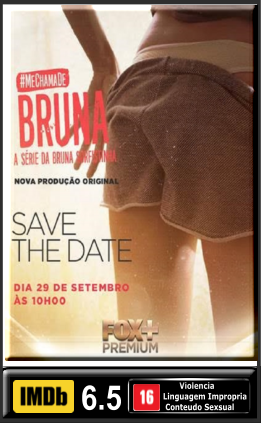 #MECHAMADE
BRUNA
A SÉRIE DA BRUNA SURFISTINHA
NOVA PRODUÇÃO ORIGINAL
SAVE
THE DATE
DIA 29 DE SETEMBRO
ÀS 10H00
FOX+
PREMIUM
IMDb 6.5 16
Violencia
Linguagem Impropria
Conteudo Sexsual